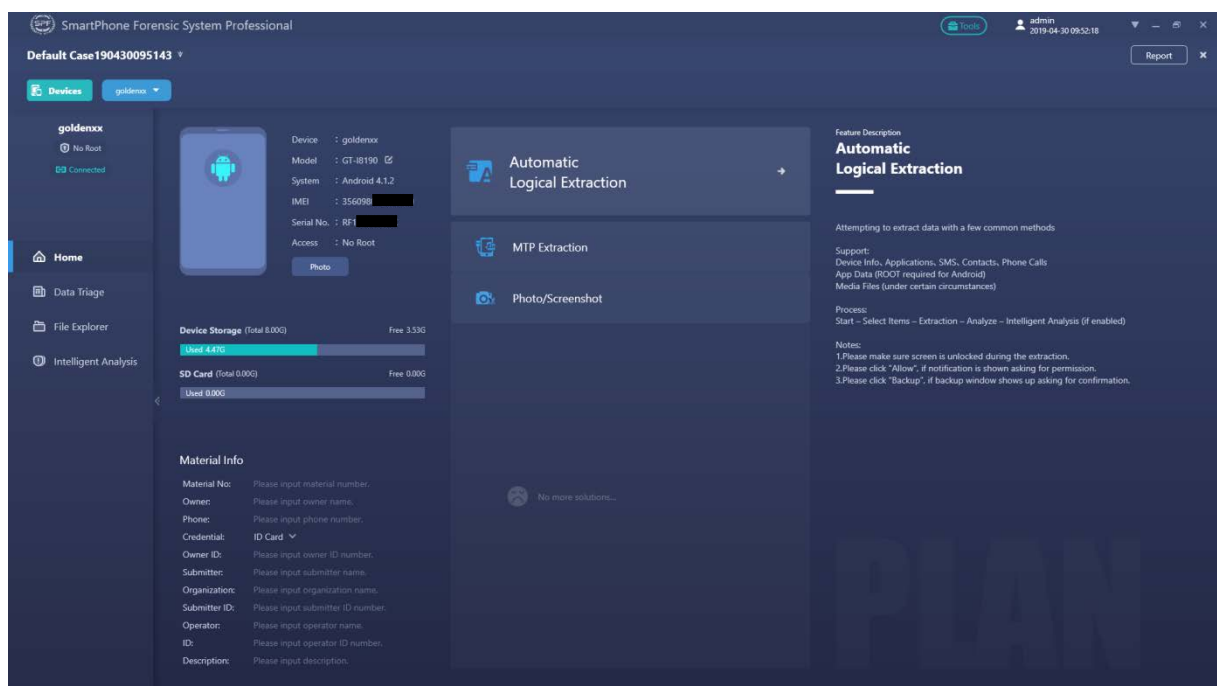 SPF SmartPhone Forensic System Professional
Tools
admin
2019-04-30 09:52:18
Default Case190430095143
Report
Devices
goldenxx
goldenxx
No Root
Connected
Home
Data Triage
File Explorer
Intelligent Analysis
Device : goldenxx
Model : GT-I8190
System : Android 4.1.2
IMEI : 356098
Serial No. : RF1
Access : No Root
Photo
Device Storage (Total 8.00G) Free 3.53G
Used 4.47G
SD Card (Total 0.00G) Free 0.00G
Used 0.00G
Material Info
Material No: Please input material number.
Owner: Please input owner name.
Phone: Please input phone number.
Credential: ID Card
Owner ID: Please input owner ID number.
Submitter: Please input submitter name.
Organization: Please input organization name.
Submitter ID: Please input submitter ID number.
Operator: Please input operator name.
ID: Please input operator ID number.
Description: Please input description.
Automatic
Logical Extraction
MTP Extraction
Photo/Screenshot
No more solutions...
Feature Description
Automatic
Logical Extraction
Attempting to extract data with a few common methods
Support:
Device Info、Applications、SMS、Contacts、Phone Calls
App Data (ROOT required for Android)
Media Files (under certain circumstances)
Process:
Start – Select Items – Extraction – Analyze – Intelligent Analysis (if enabled)
Notes:
1.Please make sure screen is unlocked during the extraction.
2.Please click "Allow", if notification is shown asking for permission.
3.Please click "Backup", if backup window shows up asking for confirmation.
PLAN